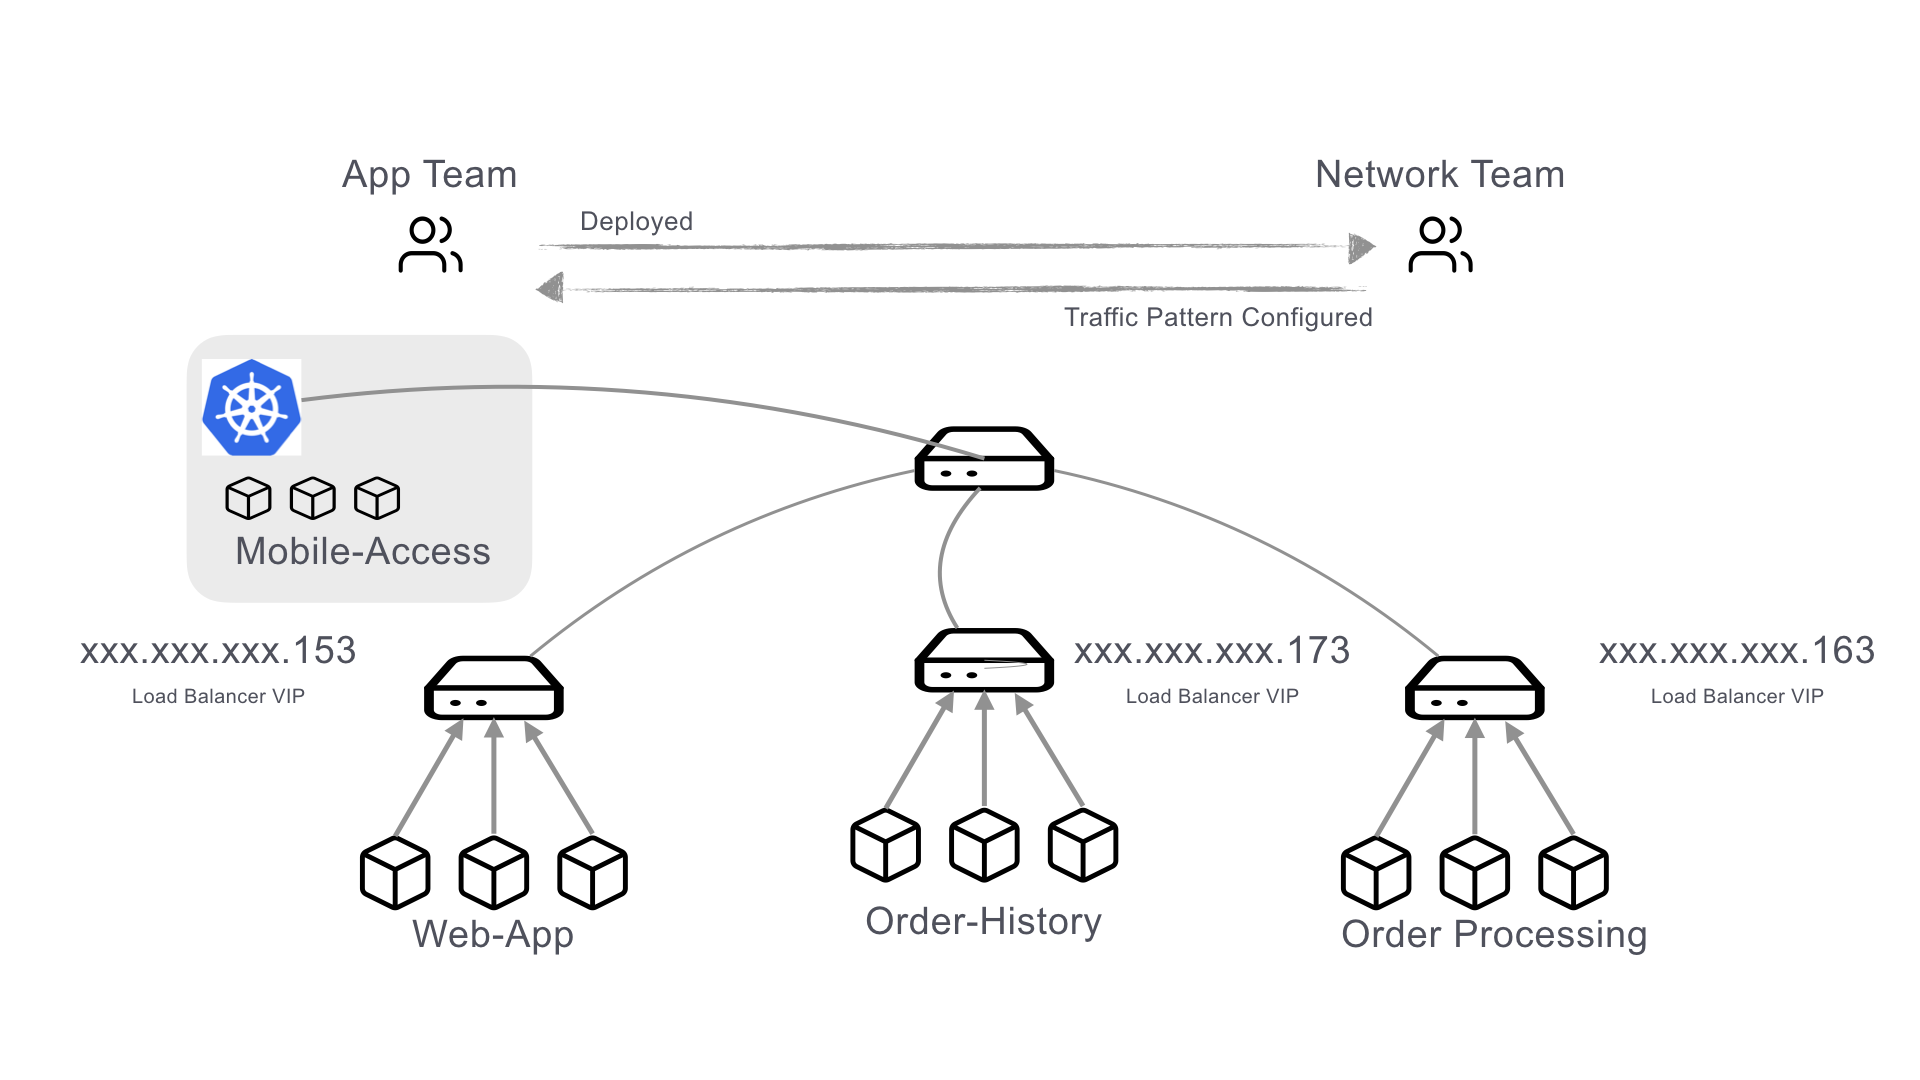 App Team
Network Team
Deployed
Traffic Pattern Configured
Mobile-Access
xxx.xxx.xxx.153
Load Balancer VIP
xxx.xxx.xxx.173
Load Balancer VIP
xxx.xxx.xxx.163
Load Balancer VIP
Web-App
Order-History
Order Processing